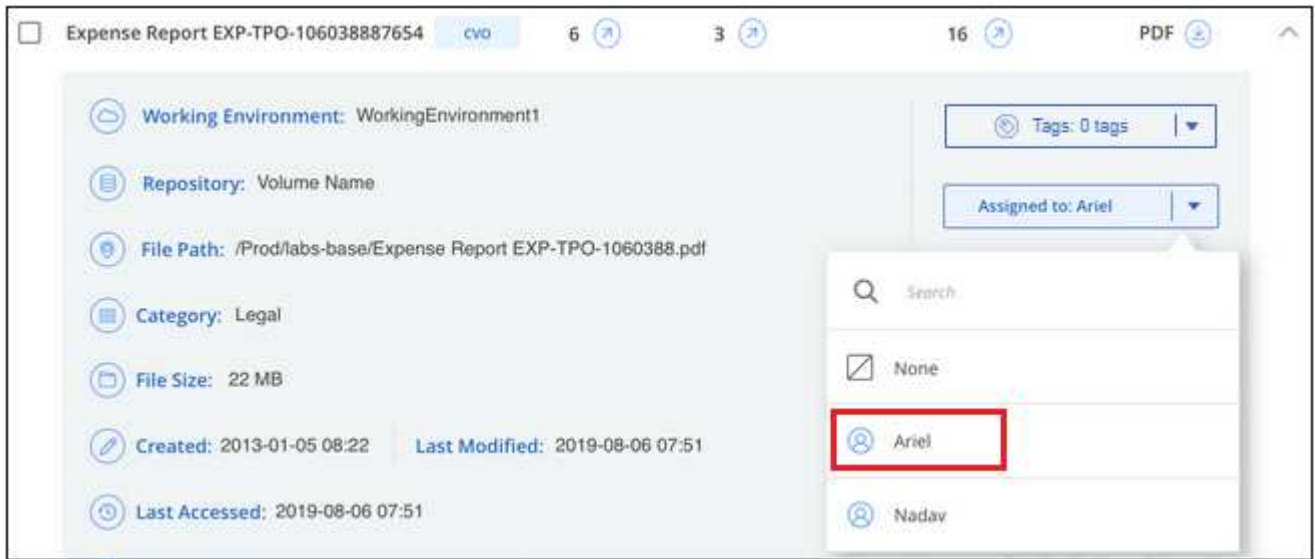 Expense Report EXP-TPO-106038887654 cvo 6 3 16 PDF
Working Environment: WorkingEnvironment1
Tags: 0 tags
Repository: Volume Name
Assigned to: Ariel
File Path: /Prod/labs-base/Expense Report EXP-TPO-1060388.pdf
Search
Category: Legal
None
File Size: 22 MB
Created: 2013-01-05 08:22 Last Modified: 2019-08-06 07:51
Ariel
Last Accessed: 2019-08-06 07:51
Nadav